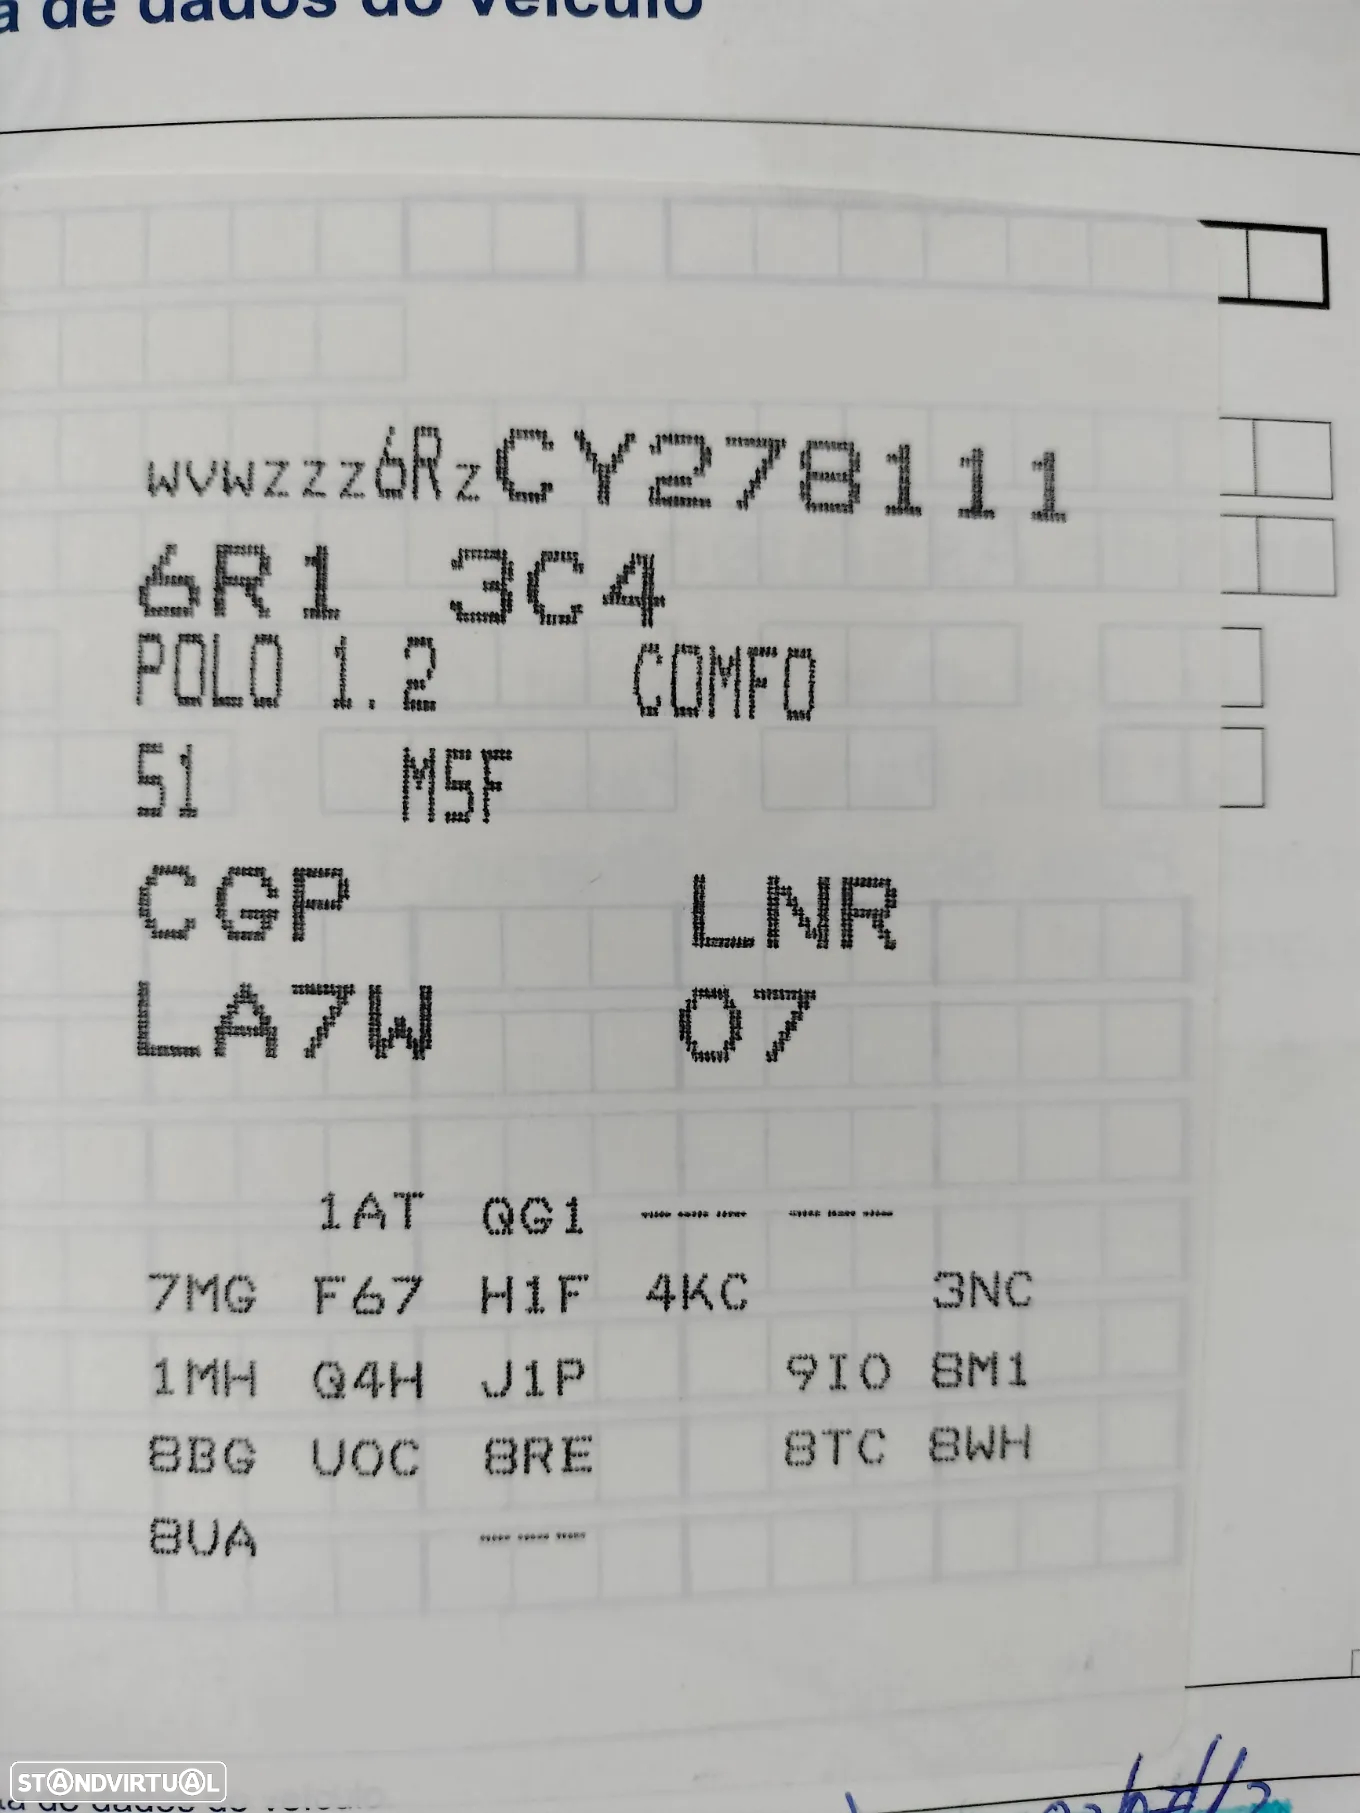 a de dados do veículo
WVWZZZ6RZCY278111
6R1 3C4
POLO 1.2 COMFO
51 M5F
CGP LNR
LA7W 07
1AT QG1 --- ---
7MG F67 H1F 4KC 3NC
1MH Q4H J1P 9IO 8M1
8BG UOC 8RE 8TC 8WH
8UA ---
STANDVIRTUAL